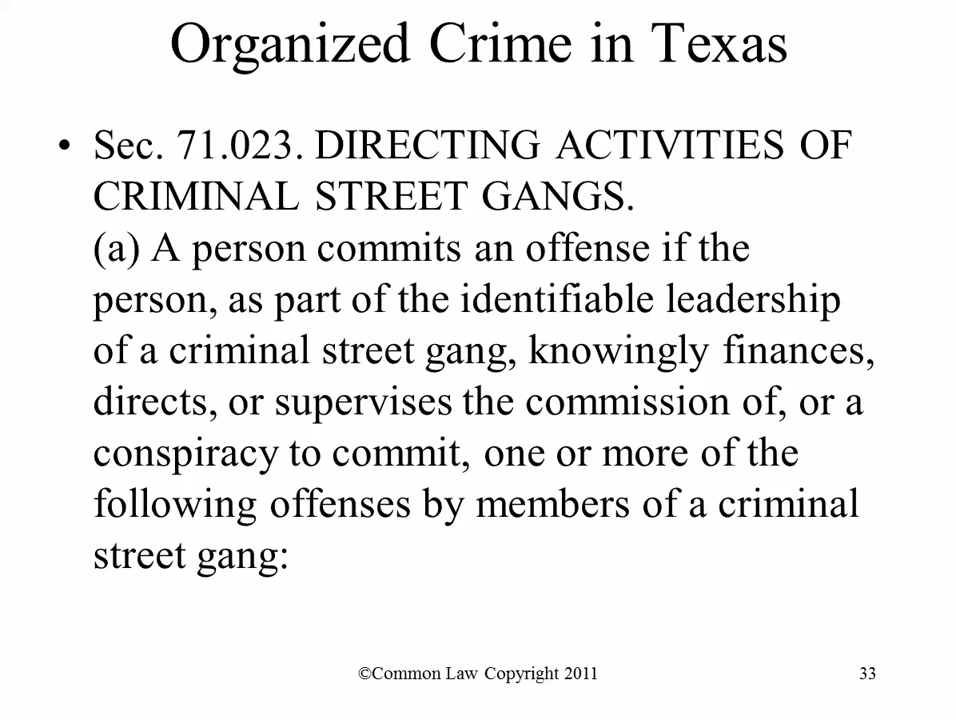 Organized Crime in Texas
• Sec. 71.023. DIRECTING ACTIVITIES OF
CRIMINAL STREET GANGS.
(a) A person commits an offense if the
person, as part of the identifiable leadership
of a criminal street gang, knowingly finances,
directs, or supervises the commission of, or a
conspiracy to commit, one or more of the
following offenses by members of a criminal
street gang:
©Common Law Copyright 2011
33